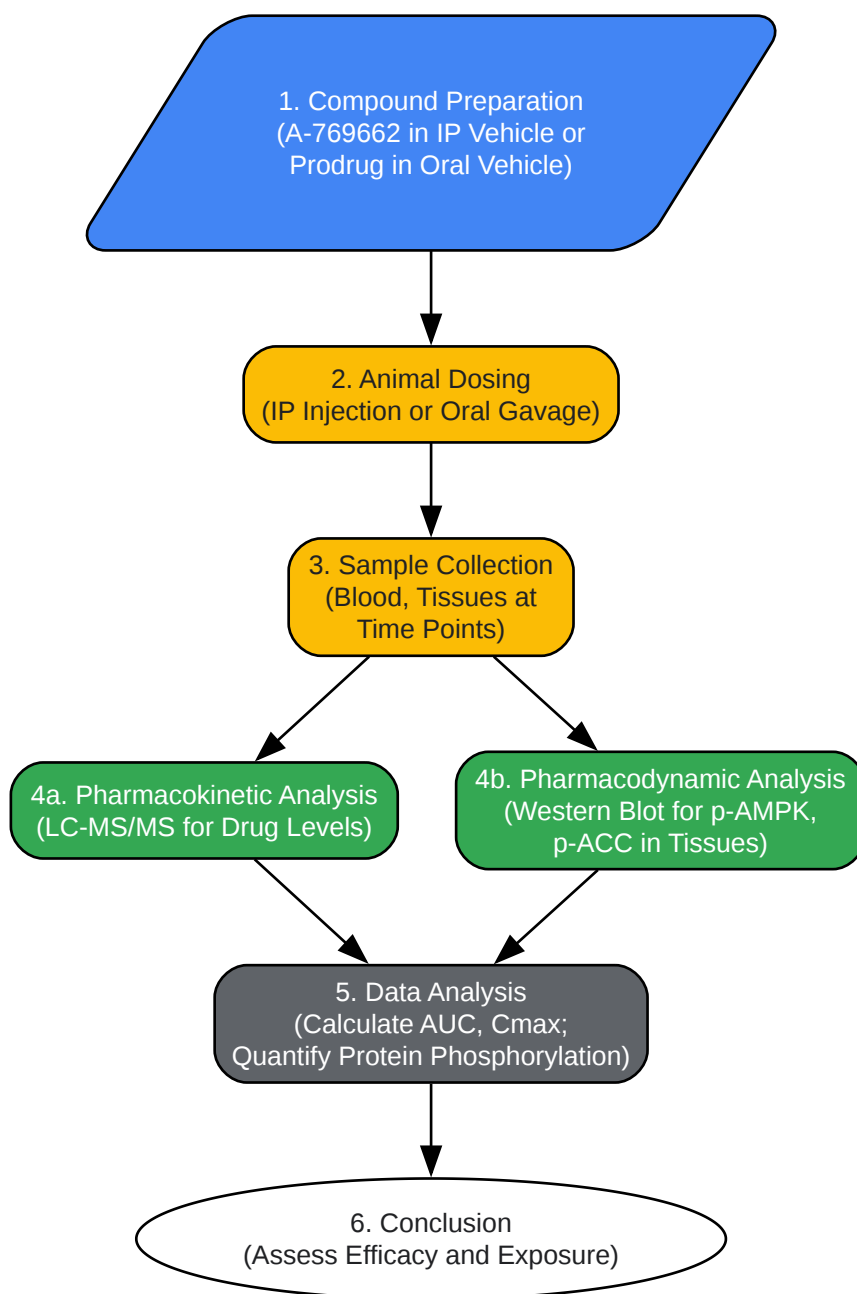 1. Compound Preparation
(A-769662 in IP Vehicle or
Prodrug in Oral Vehicle)
2. Animal Dosing
(IP Injection or Oral Gavage)
3. Sample Collection
(Blood, Tissues at
Time Points)
4a. Pharmacokinetic Analysis
(LC-MS/MS for Drug Levels)
4b. Pharmacodynamic Analysis
(Western Blot for p-AMPK,
p-ACC in Tissues)
5. Data Analysis
(Calculate AUC, Cmax;
Quantify Protein Phosphorylation)
6. Conclusion
(Assess Efficacy and Exposure)